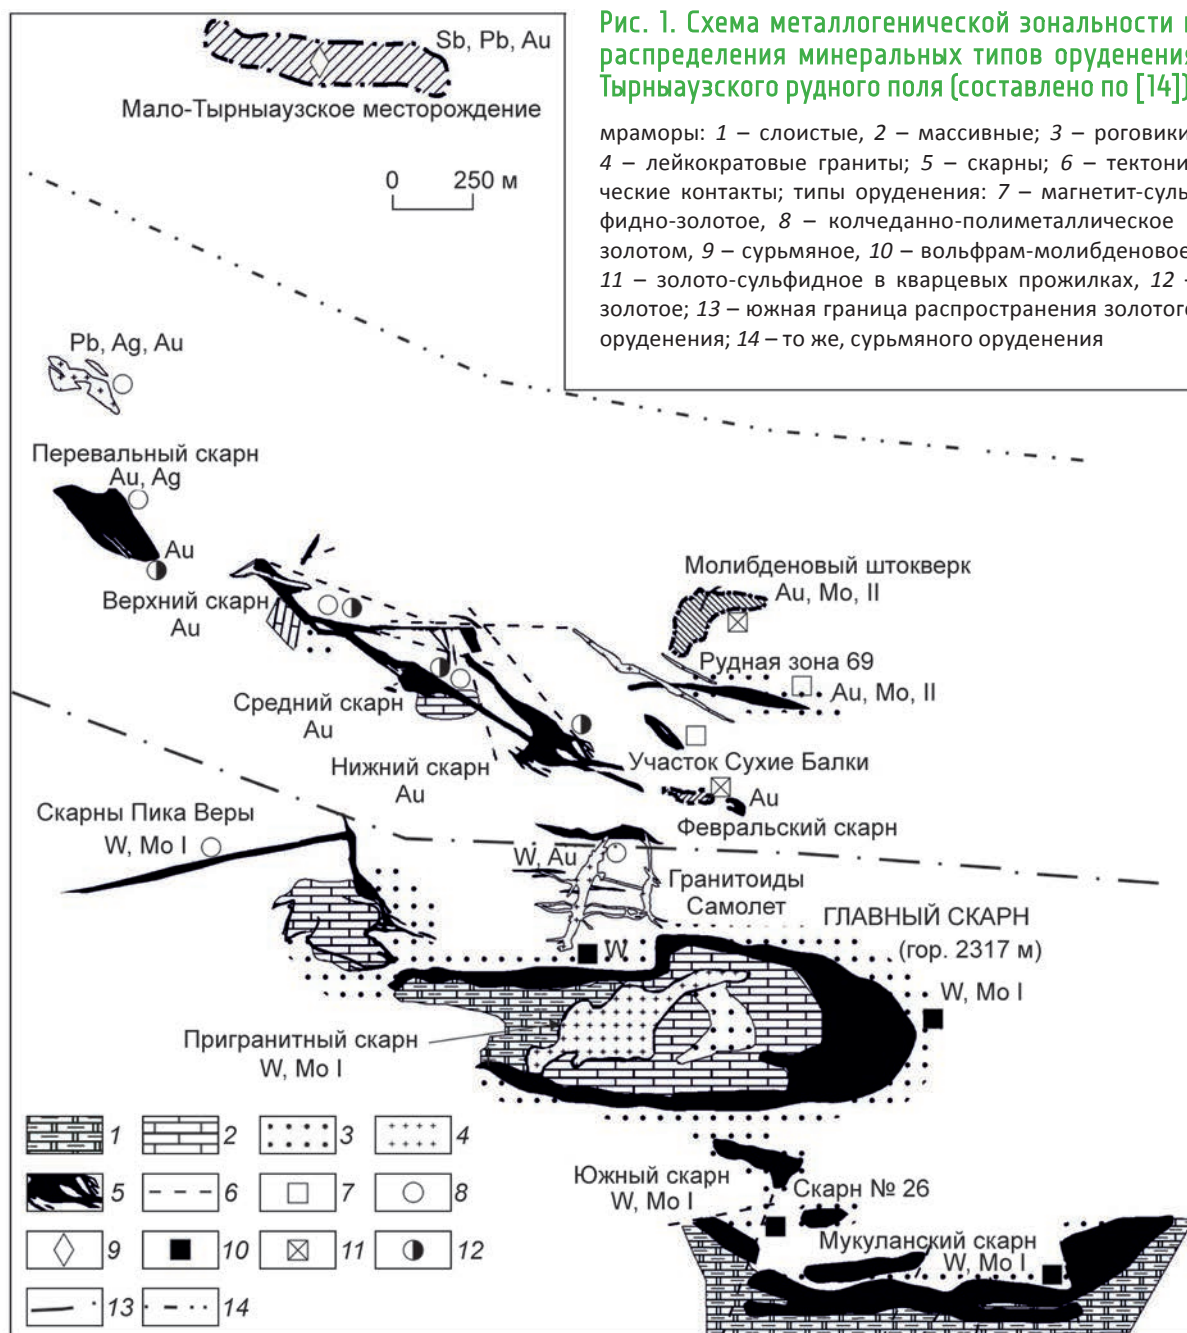 Рис. 1. Схема металлогенической зональности и
распределения минеральных типов оруденения
Тырныаузского рудного поля (составлено по [14])
мраморы: 1 – слоистые, 2 – массивные; 3 – роговики
4 – лейкократовые граниты; 5 – скарны; 6 – тектони
ческие контакты; типы оруденения: 7 – магнетит-суль
фидно-золотое, 8 – колчеданно-полиметаллическое
золотом, 9 – сурьмяное, 10 – вольфрам-молибденовое
11 – золото-сульфидное в кварцевых прожилках, 12 –
золотое; 13 – южная граница распространения золотого
оруденения; 14 – то же, сурьмяного оруденения
Sb, Pb, Au
Мало-Тырныаузское месторождение
0 250 м
Pb, Ag, Au
Перевальный скарн
Au, Ag
Au
Верхний скарн
Au
Молибденовый штокверк
Au, Mo, II
Рудная зона 69
Au, Mo, II
Средний скарн
Au
Нижний скарн
Au
Участок Сухие Балки
Au
Февральский скарн
Скарны Пика Веры
W, Mo I
W, Au
Гранитоиды
Самолет
ГЛАВНЫЙ СКАРН
(гор. 2317 м)
W
W, Mo I
Пригранитный скарн
W, Mo I
Южный скарн
W, Mo I
Скарн № 26
Мукуланский скарн
W, Mo I
1 2 3 4
5 6 7 8
9 10 11 12
13 14